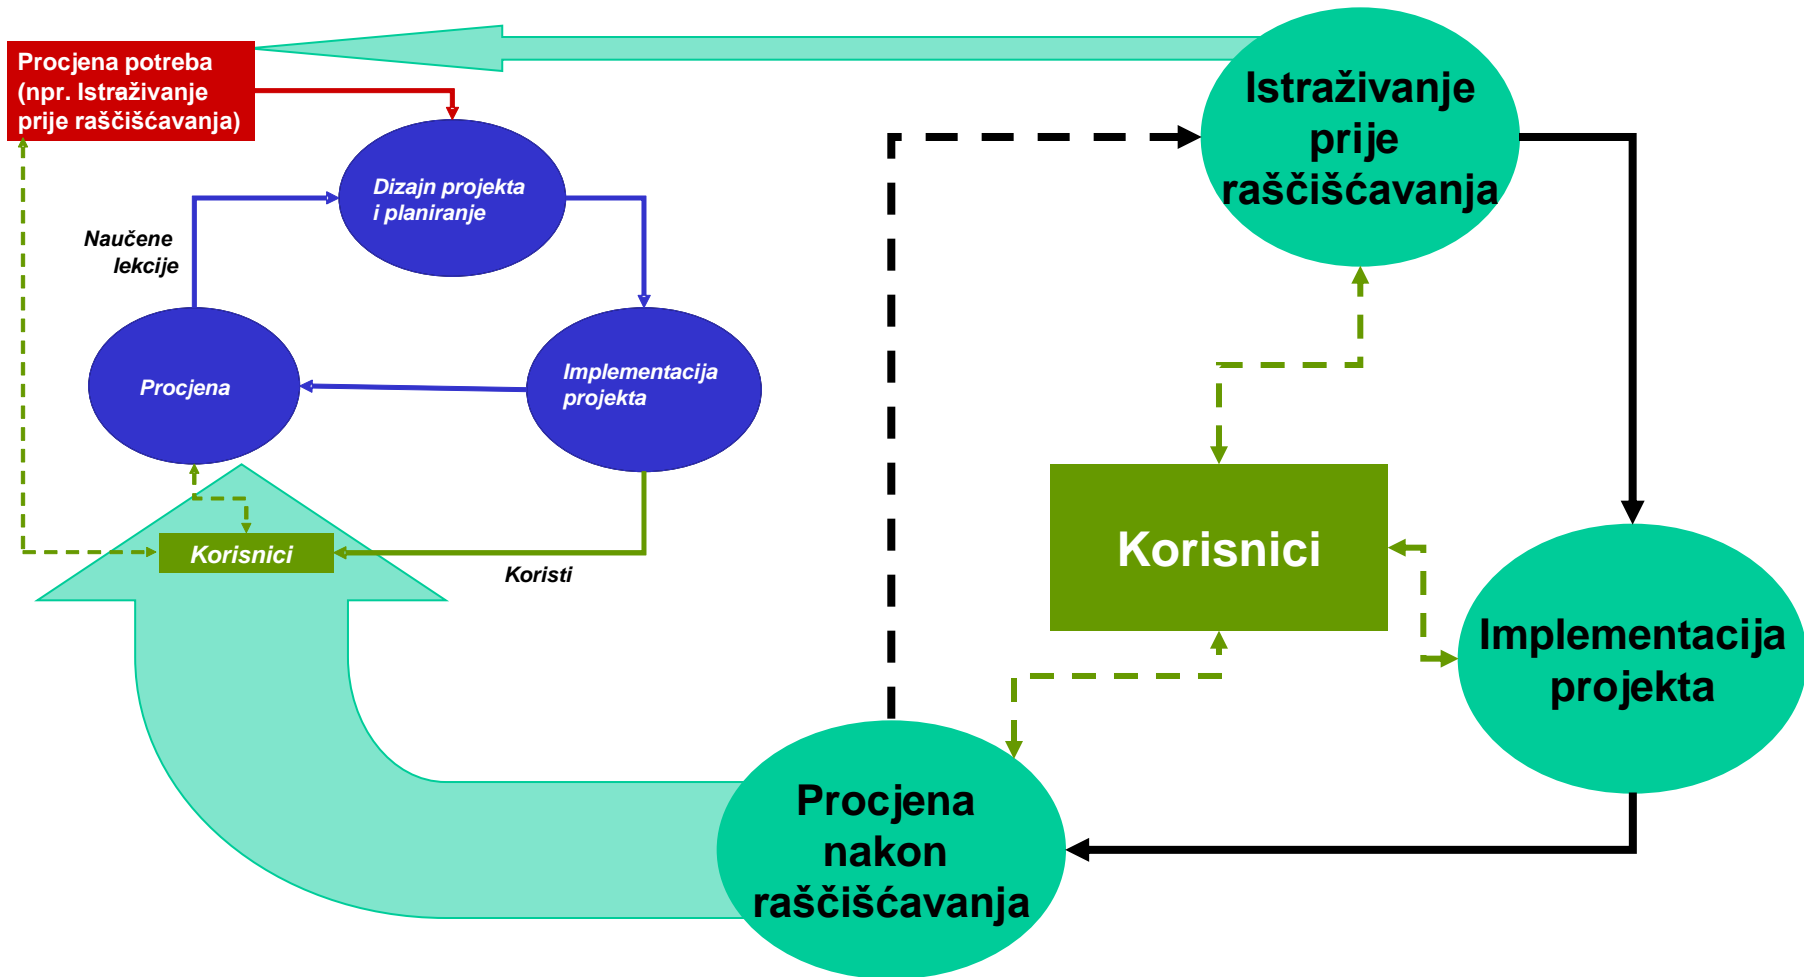 Procjena potreba
(npr. Istraživanje
prije raščišćavanja)
Dizajn projekta
i planiranje
Naučene
lekcije
Procjena
Implementacija
projekta
Korisnici
Koristi
Istraživanje
prije
raščišćavanja
Korisnici
Implementacija
projekta
Procjena
nakon
raščišćavanja